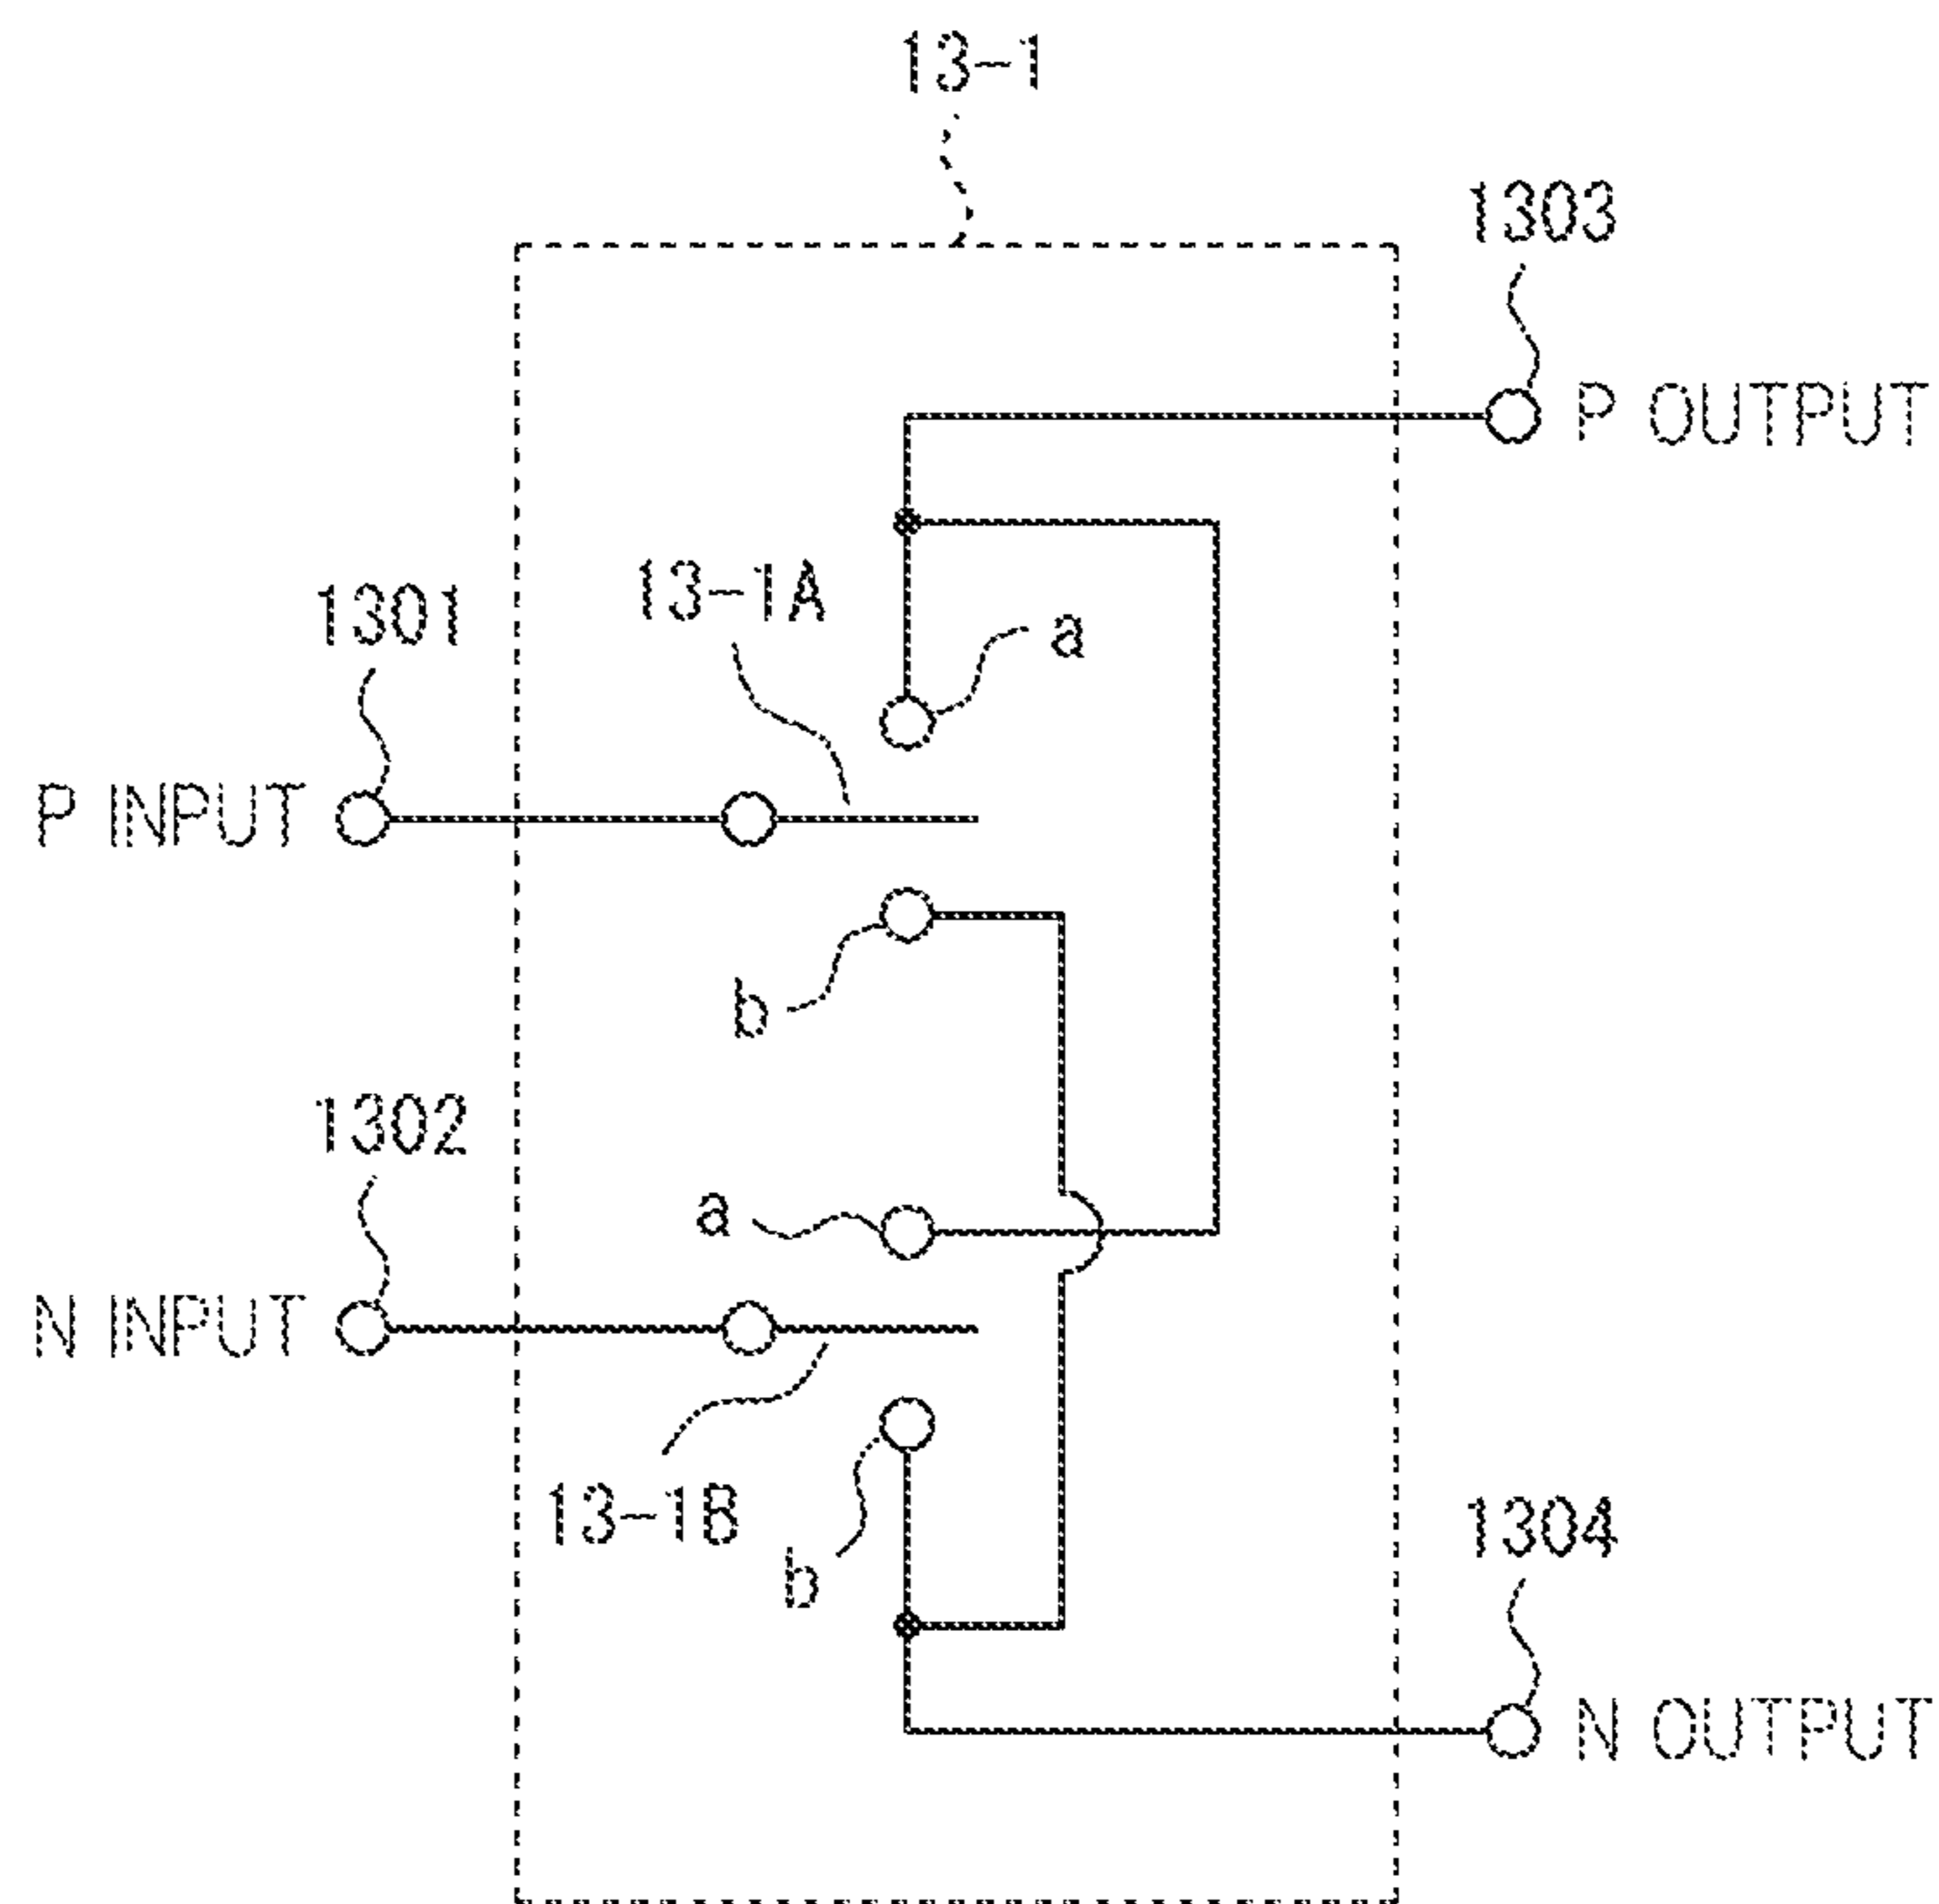 13-1
1303
P OUTPUT
13-1A
1301
a
P INPUT
b
1302
a
N INPUT
13-1B
b
1304
N OUTPUT